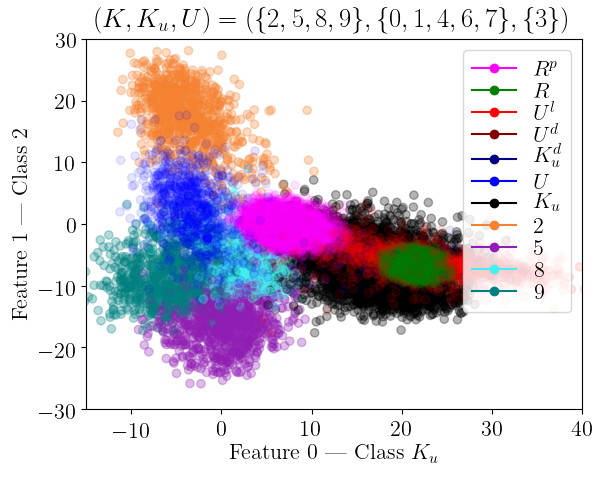 (K, K_u, U) = ({2, 5, 8, 9}, {0, 1, 4, 6, 7}, {3})
30
20
10
0
−10
−20
−30
Feature 1 — Class 2
R^p
R
U^l
U^d
K_u^d
U
K_u
2
5
8
9
−10
0
10
20
30
40
Feature 0 — Class K_u